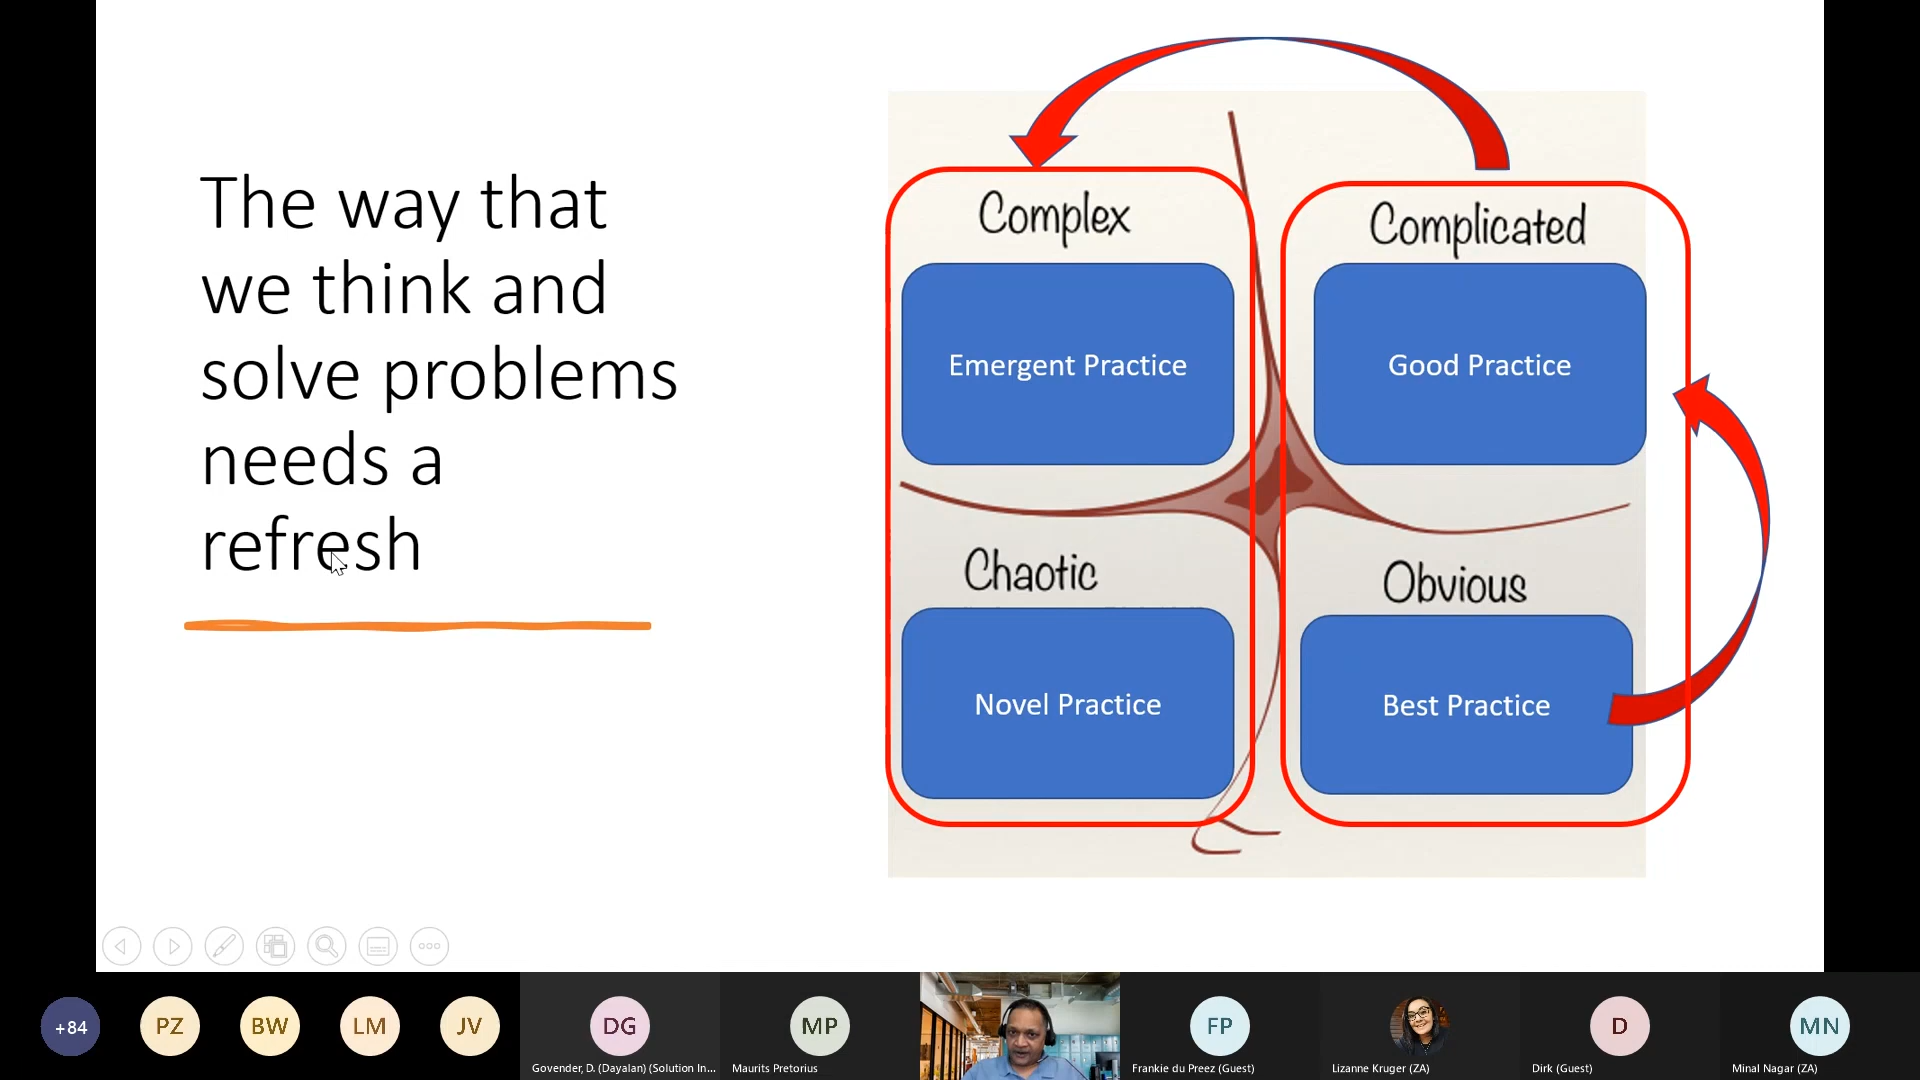 The way that
we think and
solve problems
needs a
refresh
Complex
Complicated
Emergent Practice
Good Practice
Chaotic
Obvious
Novel Practice
Best Practice
+84
PZ
BW
LM
JV
DG
MP
FP
D
MN
Govender, D. (Dayalan) (Solution In...
Maurits Pretorius
Frankie du Preez (Guest)
Lizanne Kruger (ZA)
Dirk (Guest)
Minal Nagar (ZA)